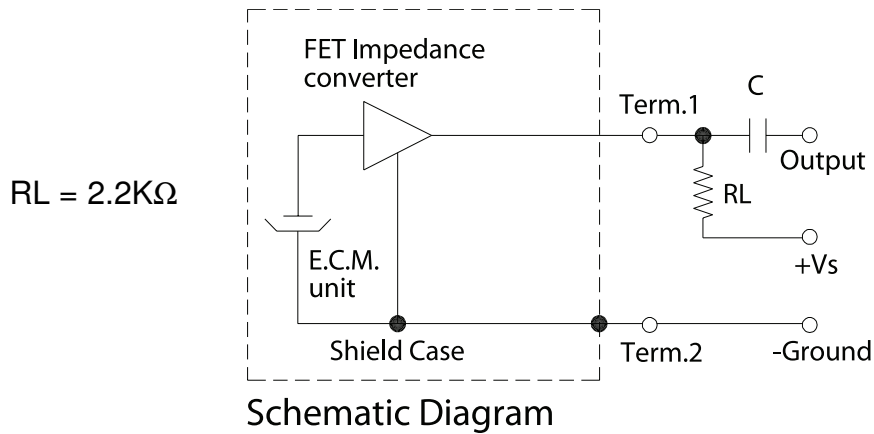 FET Impedance
converter
Term.1
C
Output
RL = 2.2KΩ
RL
E.C.M.
unit
+Vs
Shield Case
Term.2
-Ground
Schematic Diagram